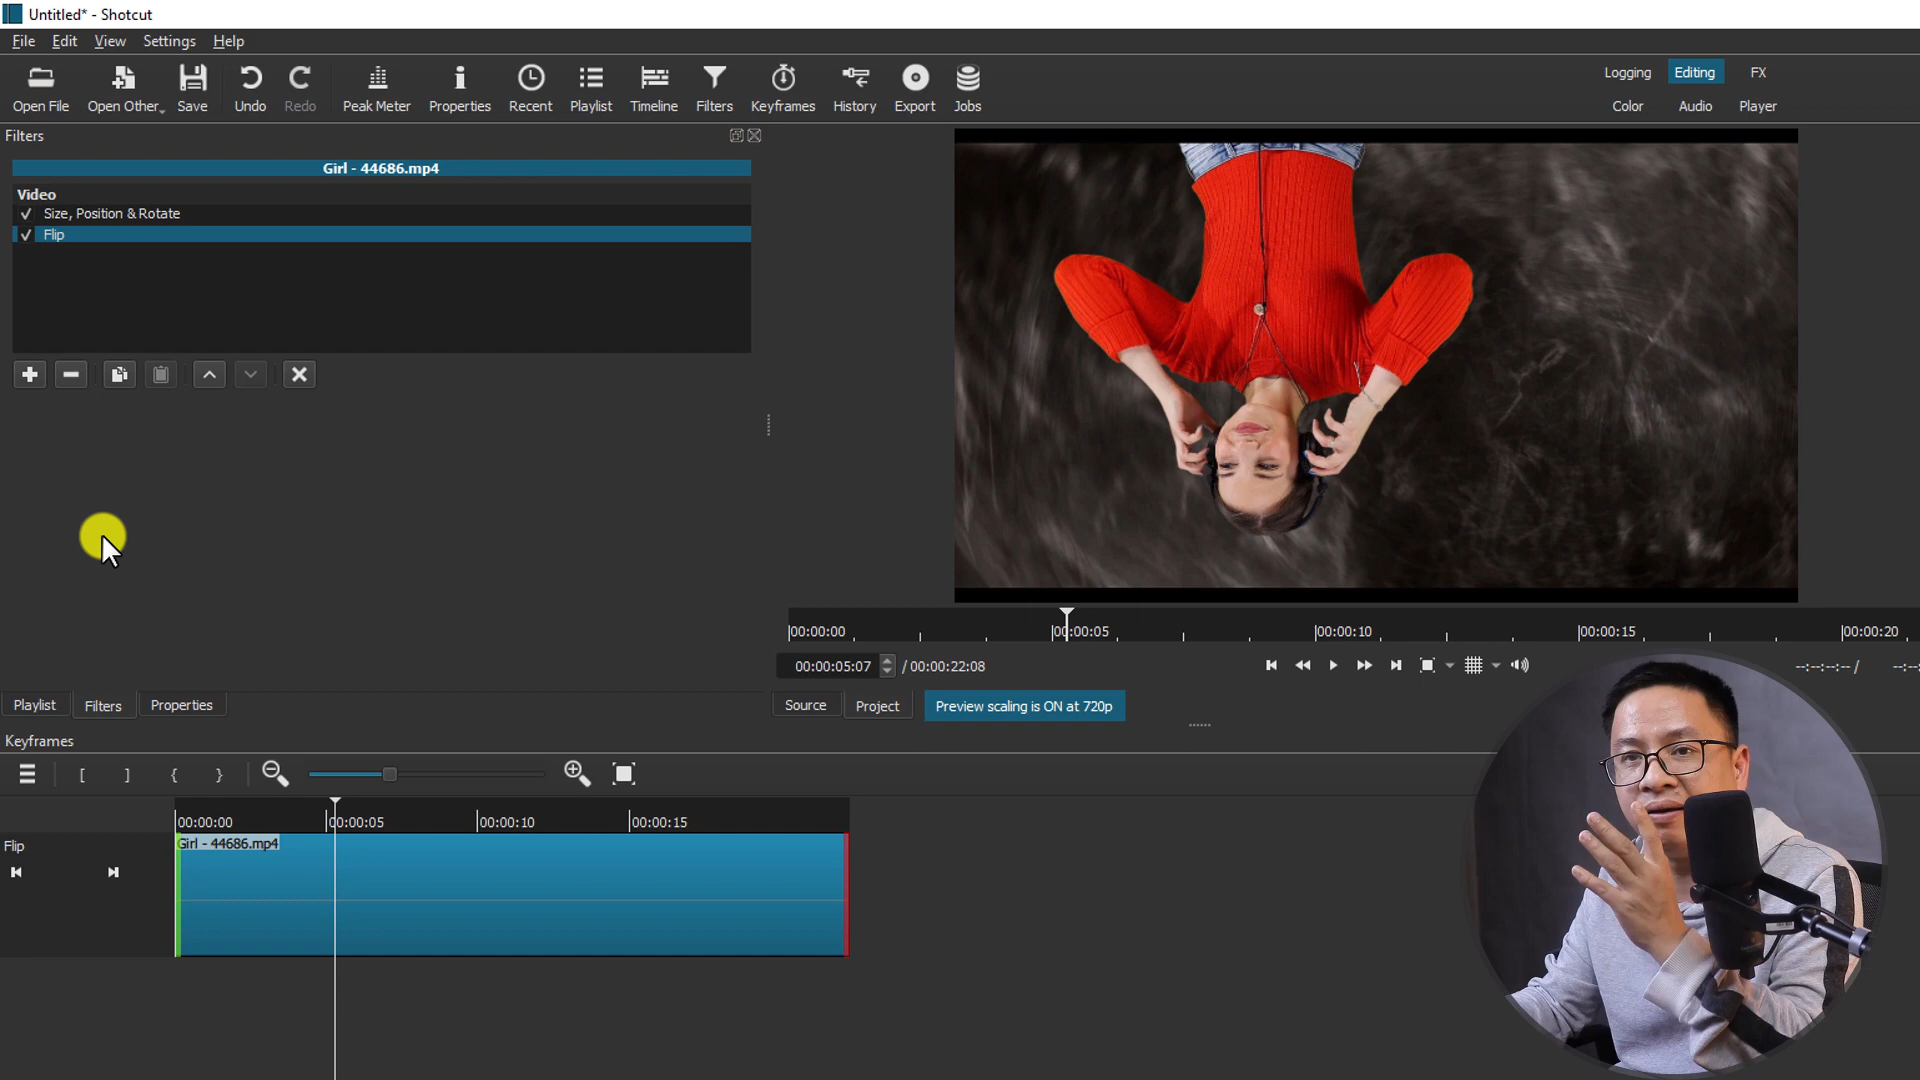 Untitled* - Shotcut
File Edit View Settings Help
Open File Open Other Save Undo Redo Peak Meter Properties Recent Playlist Timeline Filters Keyframes History Export Jobs
Logging Editing FX
Color Audio Player
Filters
Girl - 44686.mp4
Video
Size, Position & Rotate
Flip
00:00:00 00:00:05 00:00:10 00:00:15 00:00:20
00:00:05:07 / 00:00:22:08 --:--:--:-- / --:--:
Playlist Filters Properties
Source Project Preview scaling is ON at 720p
Keyframes
[ ] { }
00:00:00 00:00:05 00:00:10 00:00:15
Flip
Girl - 44686.mp4